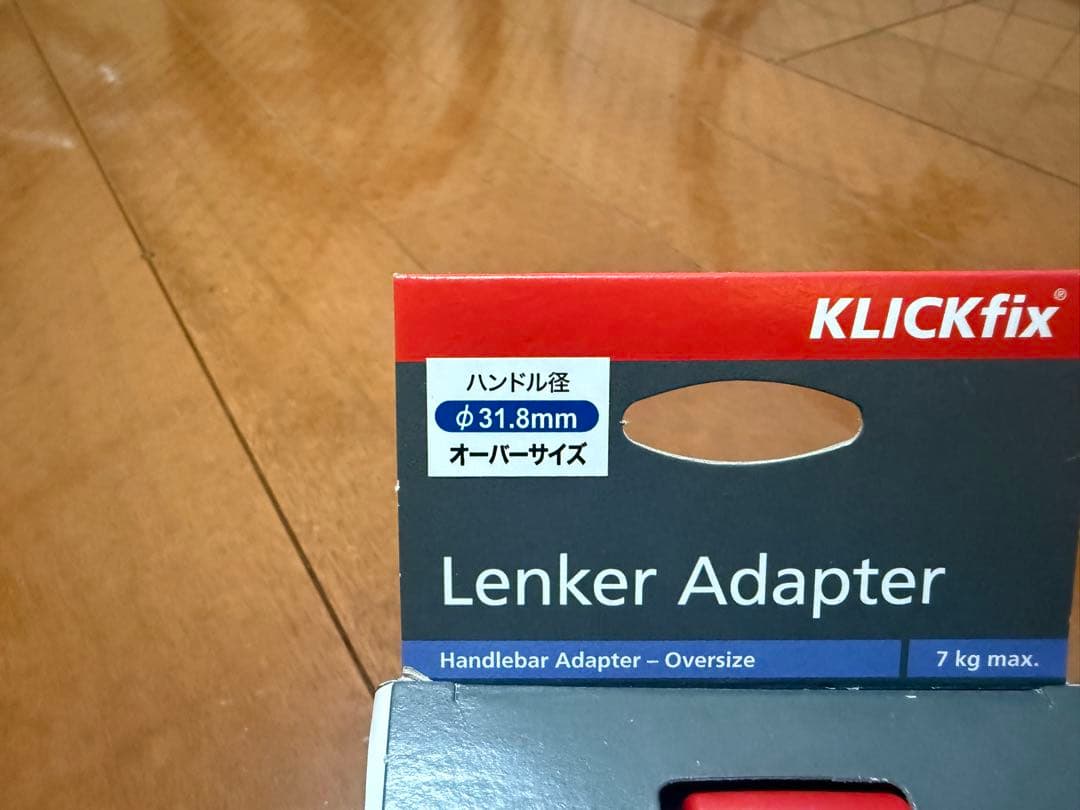 KLICKfix®
ハンドル径
φ31.8mm
オーバーサイズ
Lenker Adapter
Handlebar Adapter – Oversize
7 kg max.